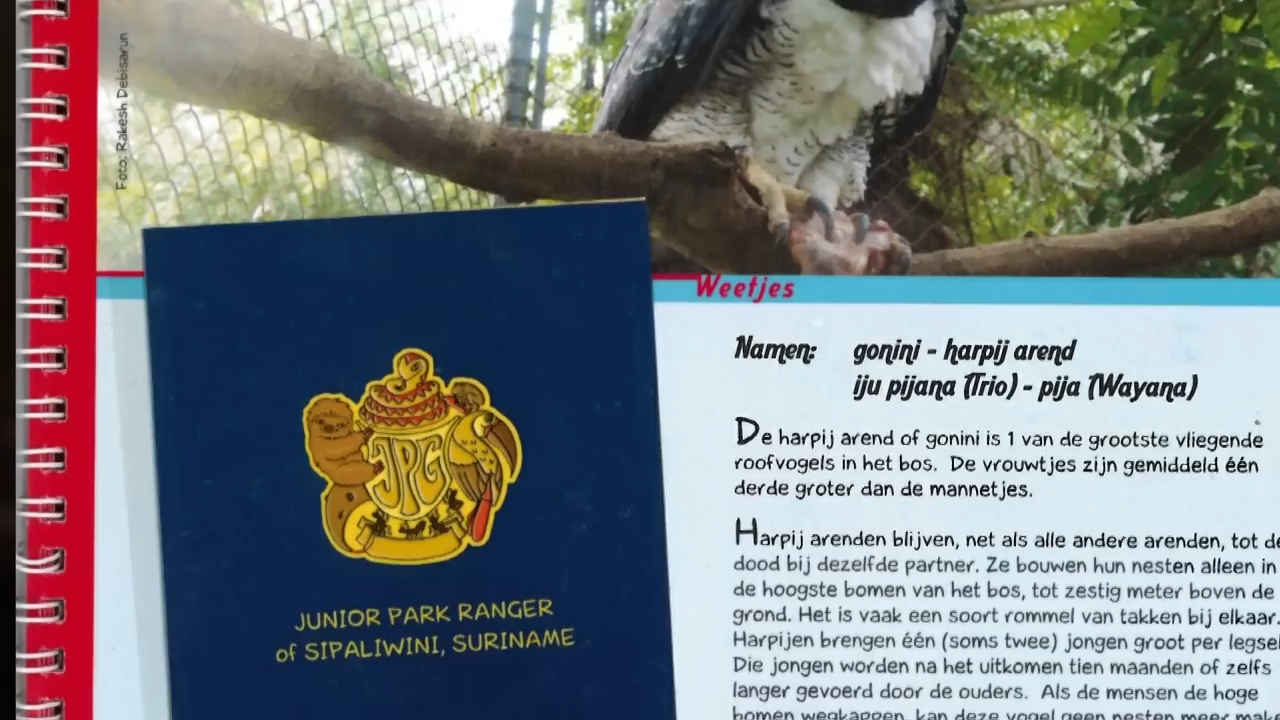 Foto: Rakesh Debisarun
Weetjes
Namen: gonini - harpij arend
iju pijana (Trio) - pija (Wayana)
De harpij arend of gonini is 1 van de grootste vliegende
roofvogels in het bos. De vrouwtjes zijn gemiddeld één
derde groter dan de mannetjes.
Harpij arenden blijven, net als alle andere arenden, tot de
dood bij dezelfde partner. Ze bouwen hun nesten alleen in
de hoogste bomen van het bos, tot zestig meter boven de
grond. Het is vaak een soort rommel van takken bij elkaar.
Harpijen brengen één (soms twee) jongen groot per legse
Die jongen worden na het uitkomen tien maanden of zelfs
langer gevoerd door de ouders. Als de mensen de hoge
bomen wegkappen, kan deze vogel geen nesten meer make
JPG
JUNIOR PARK RANGER
of SIPALIWINI, SURINAME